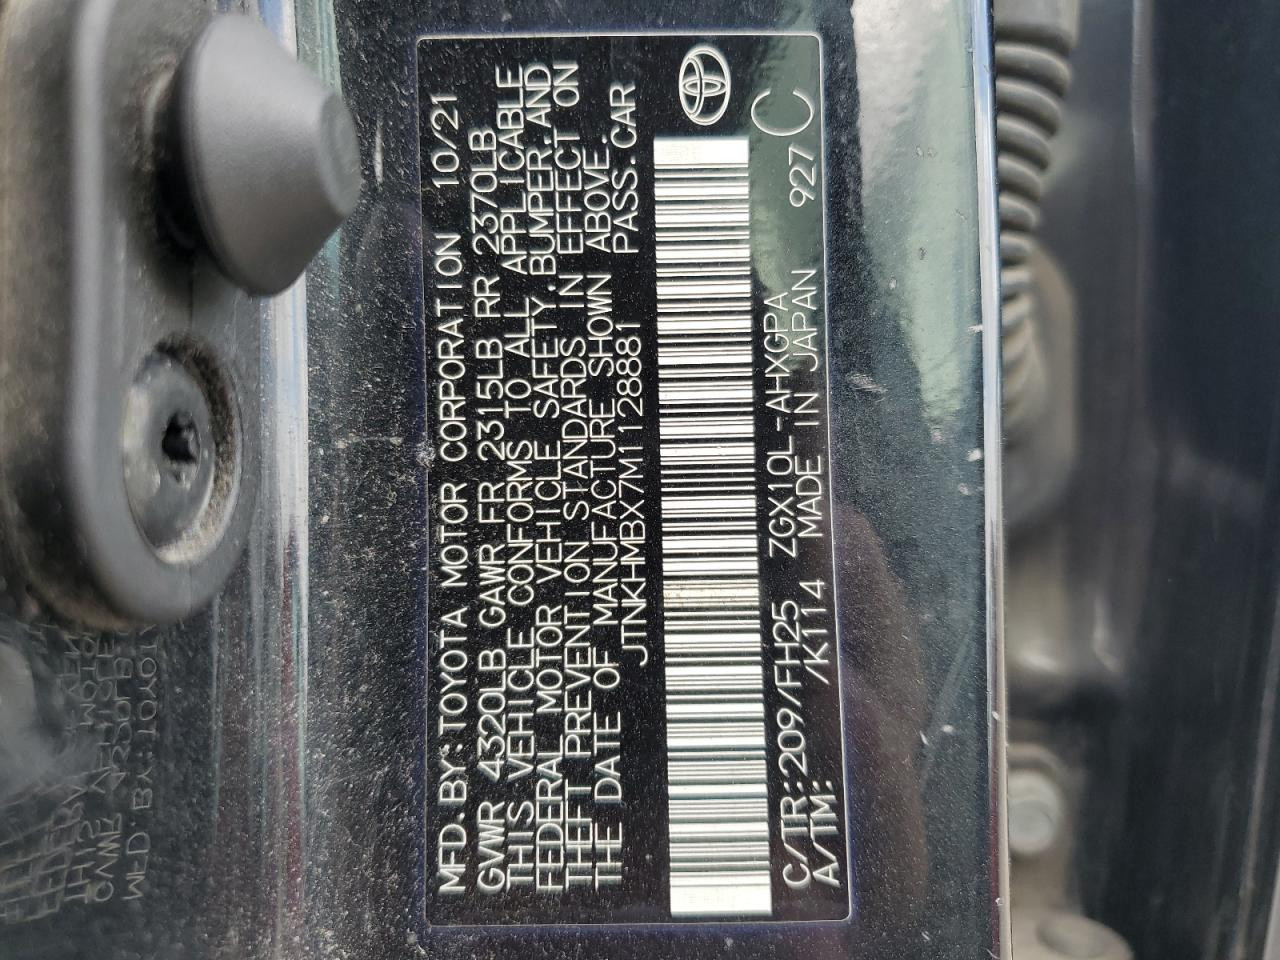 MFD.BY:TOYOTA MOTOR CORPORATION 10/21
GVWR 4320LB GAWR FR 2315LB RR 2370LB
THIS VEHICLE CONFORMS TO ALL APPLICABLE
FEDERAL MOTOR VEHICLE SAFETY,BUMPER,AND
THEFT PREVENTION STANDARDS IN EFFECT ON
THE DATE OF MANUFACTURE SHOWN ABOVE.
JTNKHMBX7M1128881 PASS.CAR
C/TR:209/FH25 ZGX10L-AHXGPA 927 C
A/TM: /K114 MADE IN JAPAN